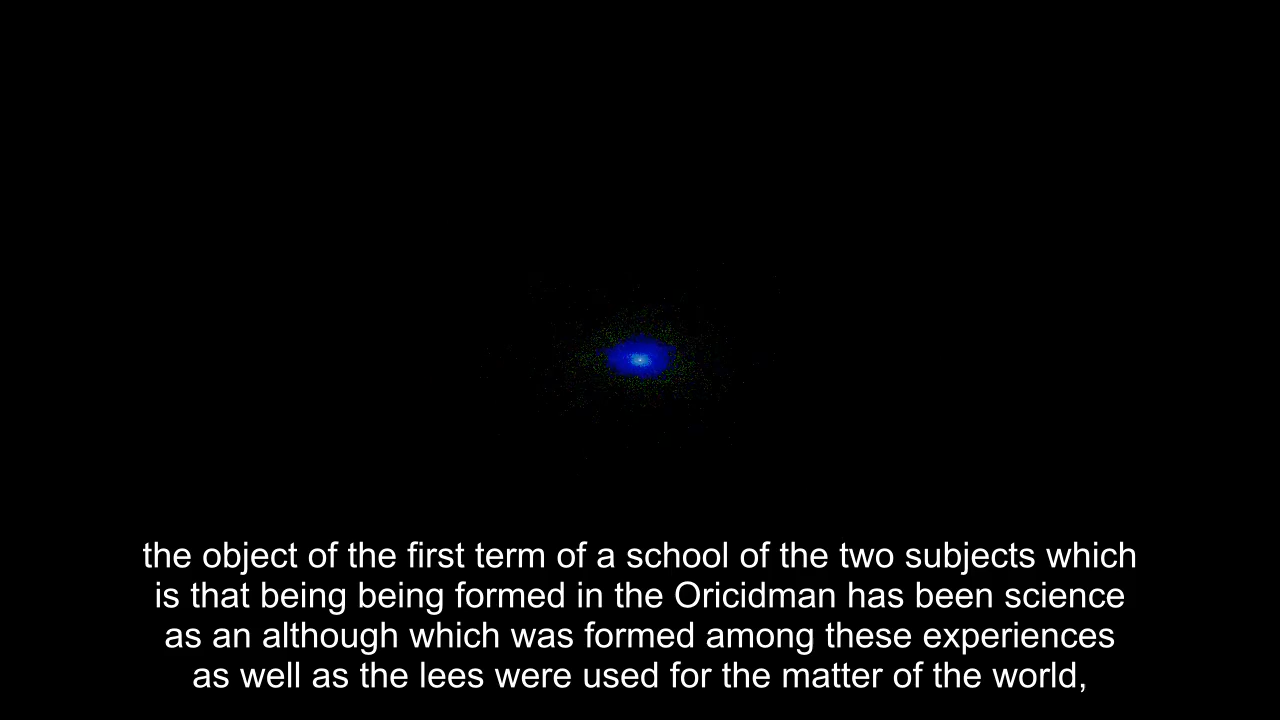 the object of the first term of a school of the two subjects which
is that being being formed in the Oricidman has been science
as an although which was formed among these experiences
as well as the lees were used for the matter of the world,